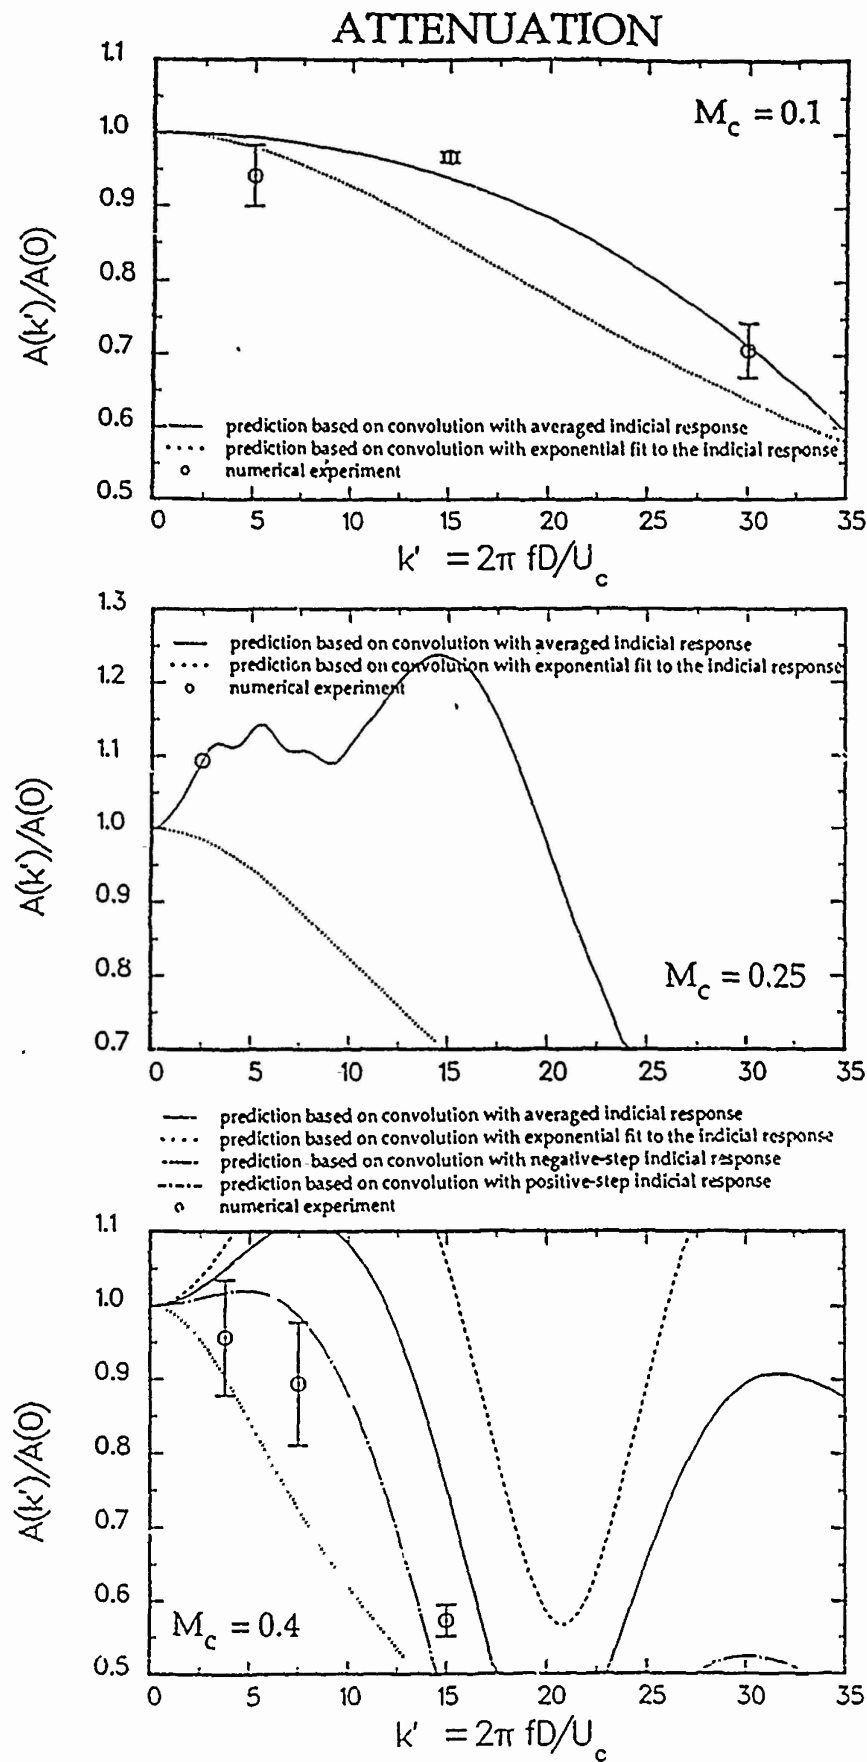 ATTENUATION
1.1
1.0
0.9
0.8
0.7
0.6
0.5
A(k')/A(0)
M_c = 0.1
prediction based on convolution with averaged indicial response
prediction based on convolution with exponential fit to the indicial response
numerical experiment
0 5 10 15 20 25 30 35
k' = 2π fD/U_c
1.3
1.2
1.1
1.0
0.9
0.8
0.7
A(k')/A(0)
prediction based on convolution with averaged indicial response
prediction based on convolution with exponential fit to the indicial response
numerical experiment
M_c = 0.25
0 5 10 15 20 25 30 35
prediction based on convolution with averaged indicial response
prediction based on convolution with exponential fit to the indicial response
prediction based on convolution with negative-step indicial response
prediction based on convolution with positive-step indicial response
numerical experiment
1.1
1.0
0.9
0.8
0.7
0.6
0.5
A(k')/A(0)
M_c = 0.4
0 5 10 15 20 25 30 35
k' = 2π fD/U_c